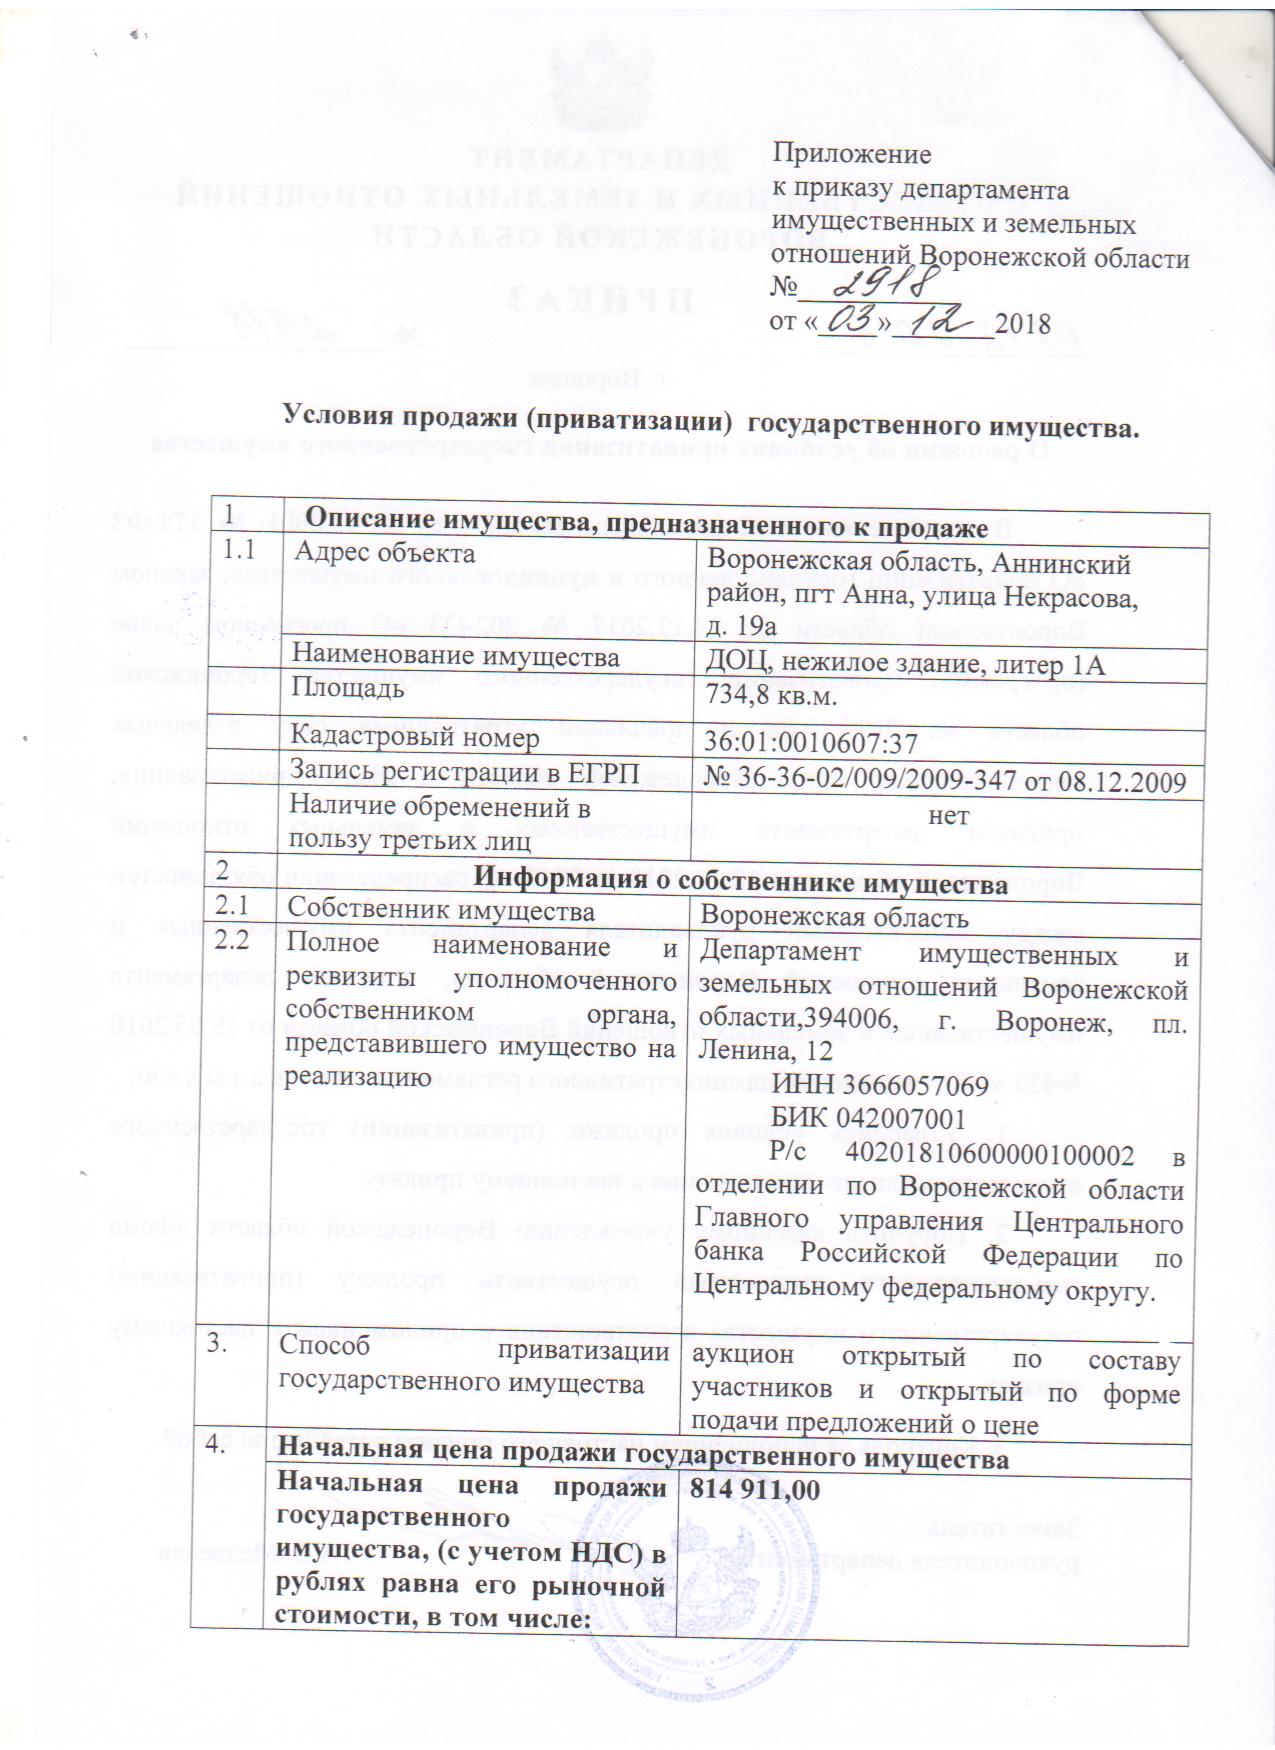 Приложение
к приказу департамента
имущественных и земельных
отношений Воронежской области
№ 2918
от « 03 » 12 2018
Условия продажи (приватизации) государственного имущества.
1 Описание имущества, предназначенного к продаже
1.1 Адрес объекта
Воронежская область, Аннинский
район, пгт Анна, улица Некрасова,
д. 19а
Наименование имущества ДОЦ, нежилое здание, литер 1А
Площадь 734,8 кв.м.
Кадастровый номер 36:01:0010607:37
Запись регистрации в ЕГРП № 36-36-02/009/2009-347 от 08.12.2009
Наличие обременений в
пользу третьих лиц
нет
2 Информация о собственнике имущества
2.1 Собственник имущества Воронежская область
2.2 Полное наименование и
реквизиты уполномоченного
собственником органа,
представившего имущество на
реализацию
Департамент имущественных и
земельных отношений Воронежской
области,394006, г. Воронеж, пл.
Ленина, 12
ИНН 3666057069
БИК 042007001
Р/с 40201810600000100002 в
отделении по Воронежской области
Главного управления Центрального
банка Российской Федерации по
Центральному федеральному округу.
3. Способ приватизации
государственного имущества
аукцион открытый по составу
участников и открытый по форме
подачи предложений о цене
4. Начальная цена продажи государственного имущества
Начальная цена продажи
государственного
имущества, (с учетом НДС) в
рублях равна его рыночной
стоимости, в том числе:
814 911,00